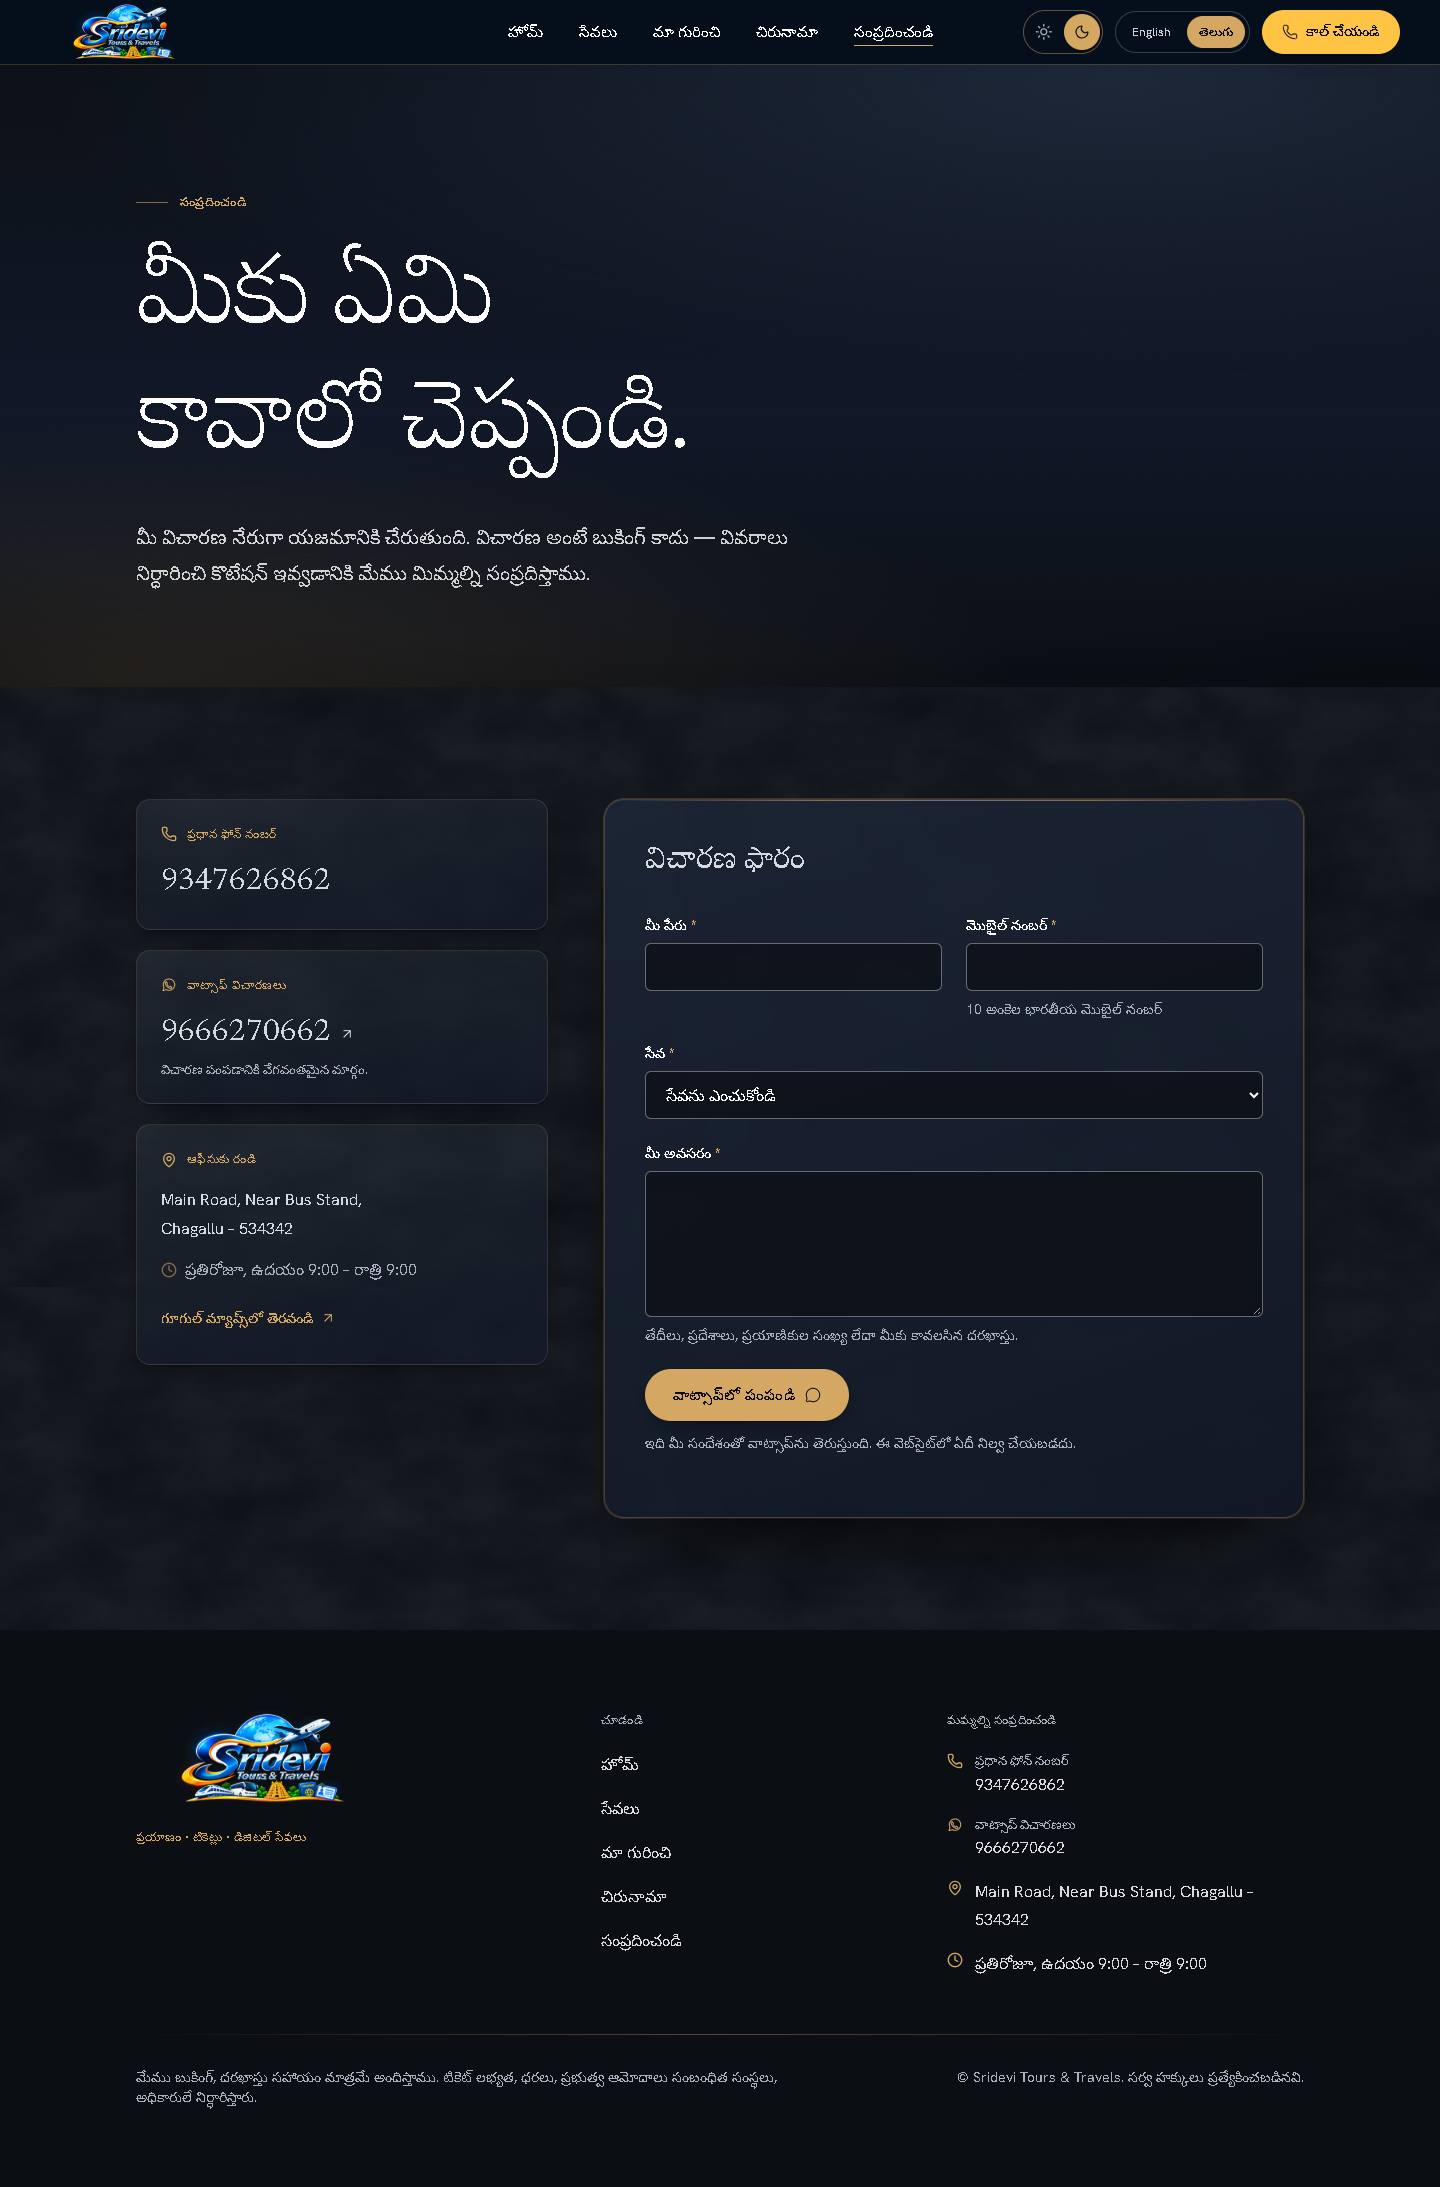 Sridevi
Tours & Travels
హోమ్
సేవలు
మా గురించి
చిరునామా
సంప్రదించండి
English
తెలుగు
కాల్ చేయండి
సంప్రదించండి
మీకు ఏమి
కావాలో చెప్పండి.
మీ విచారణ నేరుగా యజమానికి చేరుతుంది. విచారణ అంటే బుకింగ్ కాదు — వివరాలు
నిర్ధారించి కొటేషన్ ఇవ్వడానికి మేము మిమ్మల్ని సంప్రదిస్తాము.
ప్రధాన ఫోన్ నంబర్
9347626862
వాట్సాప్ విచారణలు
9666270662
విచారణ పంపడానికి వేగవంతమైన మార్గం.
ఆఫీసుకు రండి
Main Road, Near Bus Stand,
Chagallu – 534342
ప్రతిరోజూ, ఉదయం 9:00 – రాత్రి 9:00
గూగుల్ మ్యాప్స్‌లో తెరవండి
విచారణ ఫారం
మీ పేరు *
మొబైల్ నంబర్ *
10 అంకెల భారతీయ మొబైల్ నంబర్
సేవ *
సేవను ఎంచుకోండి
మీ అవసరం *
తేదీలు, ప్రదేశాలు, ప్రయాణికుల సంఖ్య లేదా మీకు కావలసిన దరఖాస్తు.
వాట్సాప్‌లో పంపండి
ఇది మీ సందేశంతో వాట్సాప్‌ను తెరుస్తుంది. ఈ వెబ్‌సైట్‌లో ఏదీ నిల్వ చేయబడదు.
Sridevi
Tours & Travels
ప్రయాణం • టికెట్లు • డిజిటల్ సేవలు
చూడండి
హోమ్
సేవలు
మా గురించి
చిరునామా
సంప్రదించండి
మమ్మల్ని సంప్రదించండి
ప్రధాన ఫోన్ నంబర్
9347626862
వాట్సాప్ విచారణలు
9666270662
Main Road, Near Bus Stand, Chagallu –
534342
ప్రతిరోజూ, ఉదయం 9:00 – రాత్రి 9:00
మేము బుకింగ్, దరఖాస్తు సహాయం మాత్రమే అందిస్తాము. టికెట్ లభ్యత, ధరలు, ప్రభుత్వ ఆమోదాలు సంబంధిత సంస్థలు,
అధికారులే నిర్ధారిస్తారు.
© Sridevi Tours & Travels. సర్వ హక్కులు ప్రత్యేకించబడినవి.